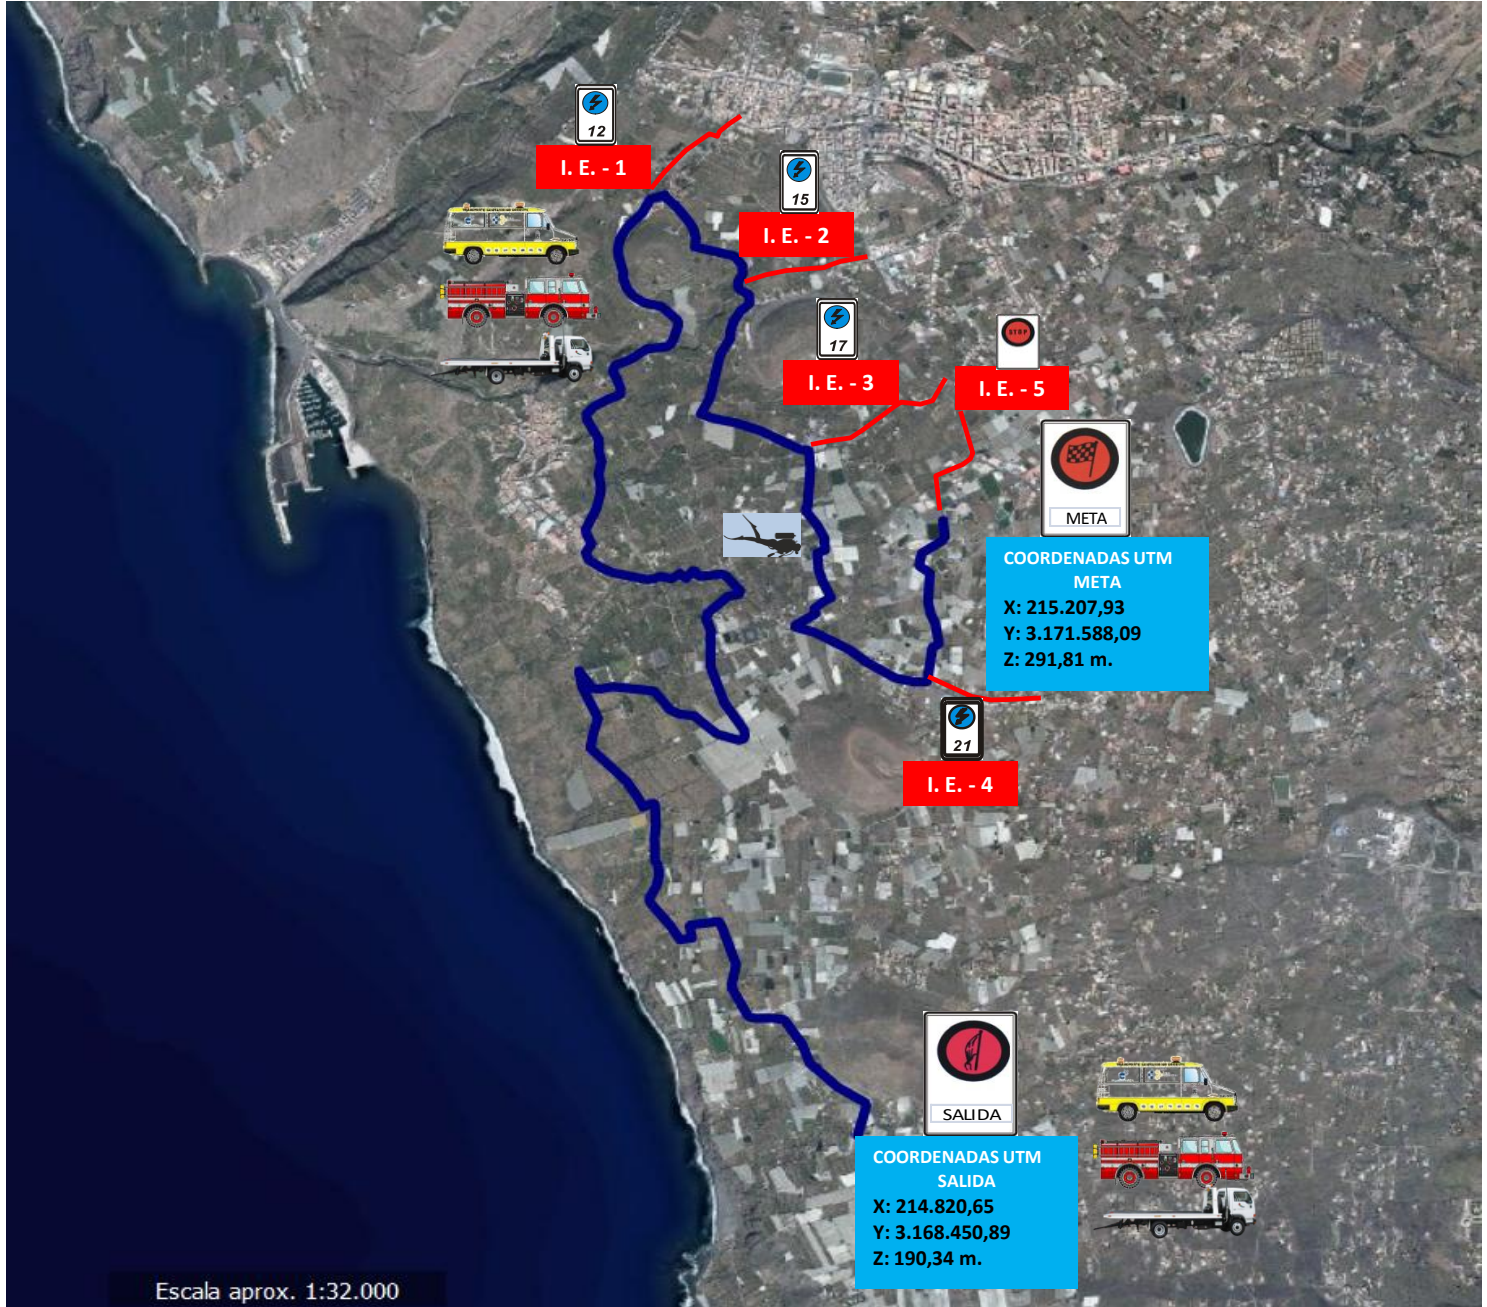 12
I. E. - 1
15
I. E. - 2
17
I. E. - 3
STOP
I. E. - 5
META
COORDENADAS UTM
META
X: 215.207,93
Y: 3.171.588,09
Z: 291,81 m.
21
I. E. - 4
SALIDA
COORDENADAS UTM
SALIDA
X: 214.820,65
Y: 3.168.450,89
Z: 190,34 m.
Escala aprox. 1:32.000